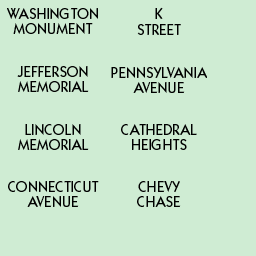 WASHINGTON
MONUMENT
K
STREET
JEFFERSON
MEMORIAL
PENNSYLVANIA
AVENUE
LINCOLN
MEMORIAL
CATHEDRAL
HEIGHTS
CONNECTICUT
AVENUE
CHEVY
CHASE